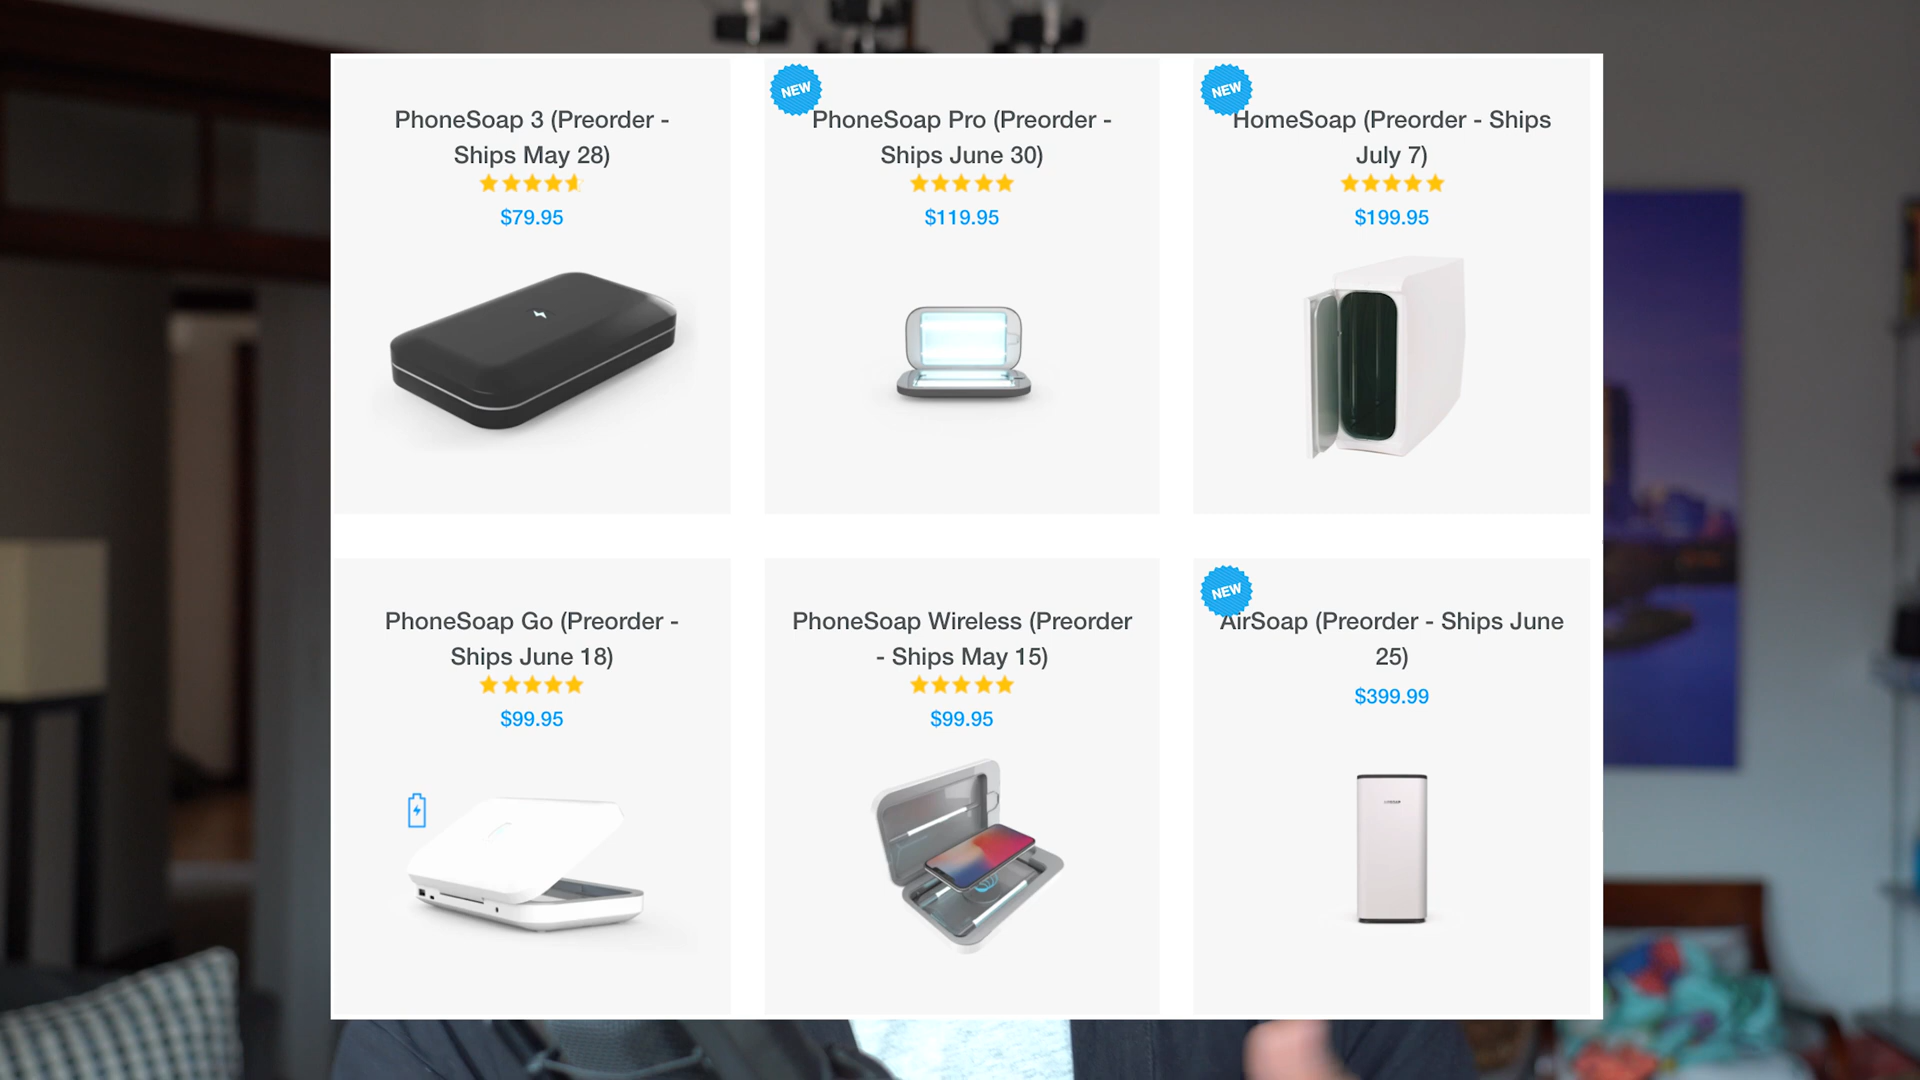 NEW
NEW
PhoneSoap 3 (Preorder -
Ships May 28)
$79.95
PhoneSoap Pro (Preorder -
Ships June 30)
$119.95
HomeSoap (Preorder - Ships
July 7)
$199.95
NEW
PhoneSoap Go (Preorder -
Ships June 18)
$99.95
PhoneSoap Wireless (Preorder
- Ships May 15)
$99.95
AirSoap (Preorder - Ships June
25)
$399.99